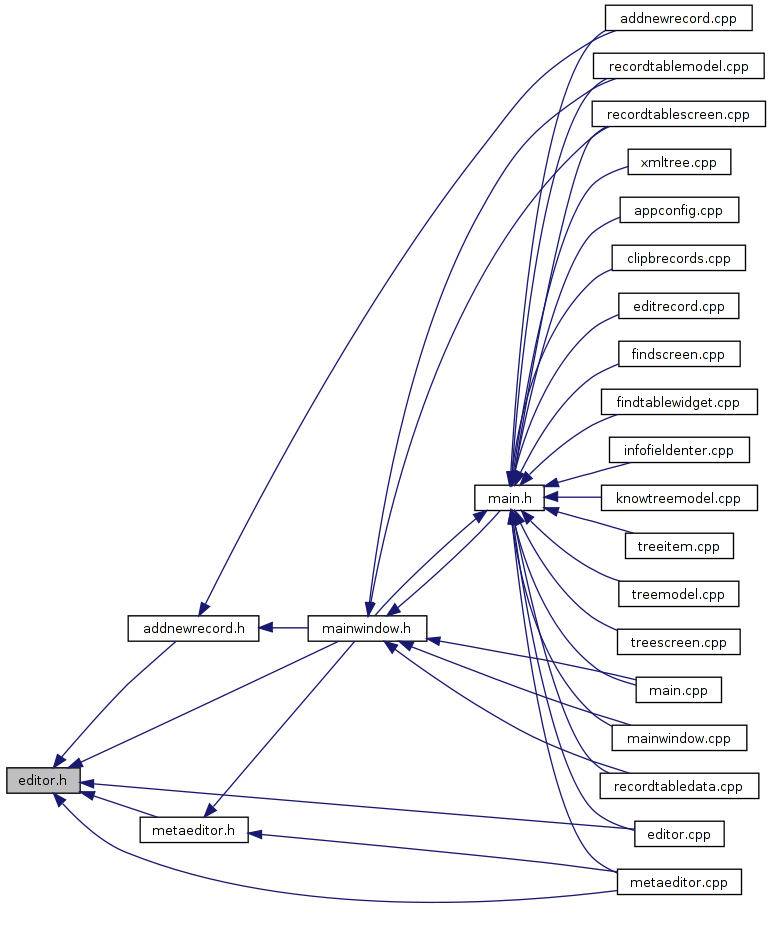 addnewrecord.cpp
recordtablemodel.cpp
recordtablescreen.cpp
xmltree.cpp
appconfig.cpp
clipbrecords.cpp
editrecord.cpp
findscreen.cpp
findtablewidget.cpp
infofieldenter.cpp
main.h
knowtreemodel.cpp
treeitem.cpp
treemodel.cpp
addnewrecord.h
mainwindow.h
treescreen.cpp
main.cpp
mainwindow.cpp
editor.h
recordtabledata.cpp
metaeditor.h
editor.cpp
metaeditor.cpp